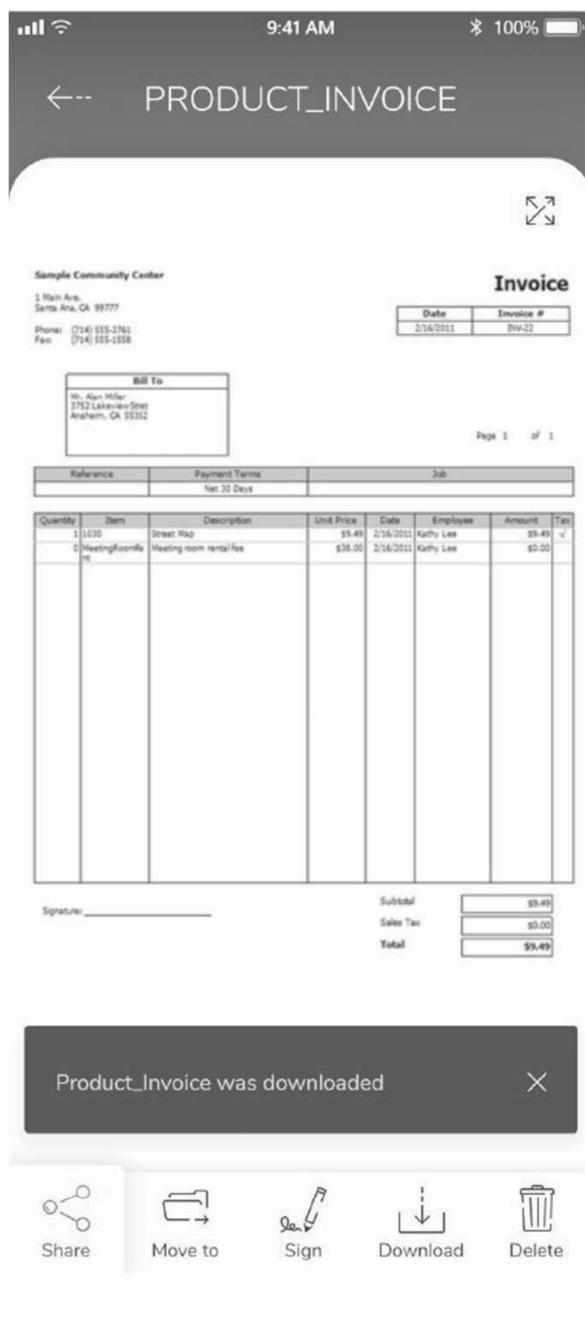 9:41 AM 100%
PRODUCT_INVOICE
Sample Community Center
Invoice
1 Main Ave.
Santa Ana, CA 99777
Date Invoice #
2/16/2011 INV-22
Phone: (714) 555-2761
Fax: (714) 555-1558
Bill To
Mr. Alan Miller
3752 Lakeview Stret
Anaheim, CA 55352
Page 1 of 1
Reference Payment Terms Job
Net 30 Days
Quantity Item Description Unit Price Date Employee Amount Tax
1 1030 Street Map $9.49 2/16/2011 Kathy Lee $9.49 √
0 MeetingRoomRe Meeting room rental fee $38.00 2/16/2011 Kathy Lee $0.00
nt
Signature:
Subtotal $9.49
Sales Tax $0.00
Total $9.49
Product_Invoice was downloaded
Share Move to Sign Download Delete